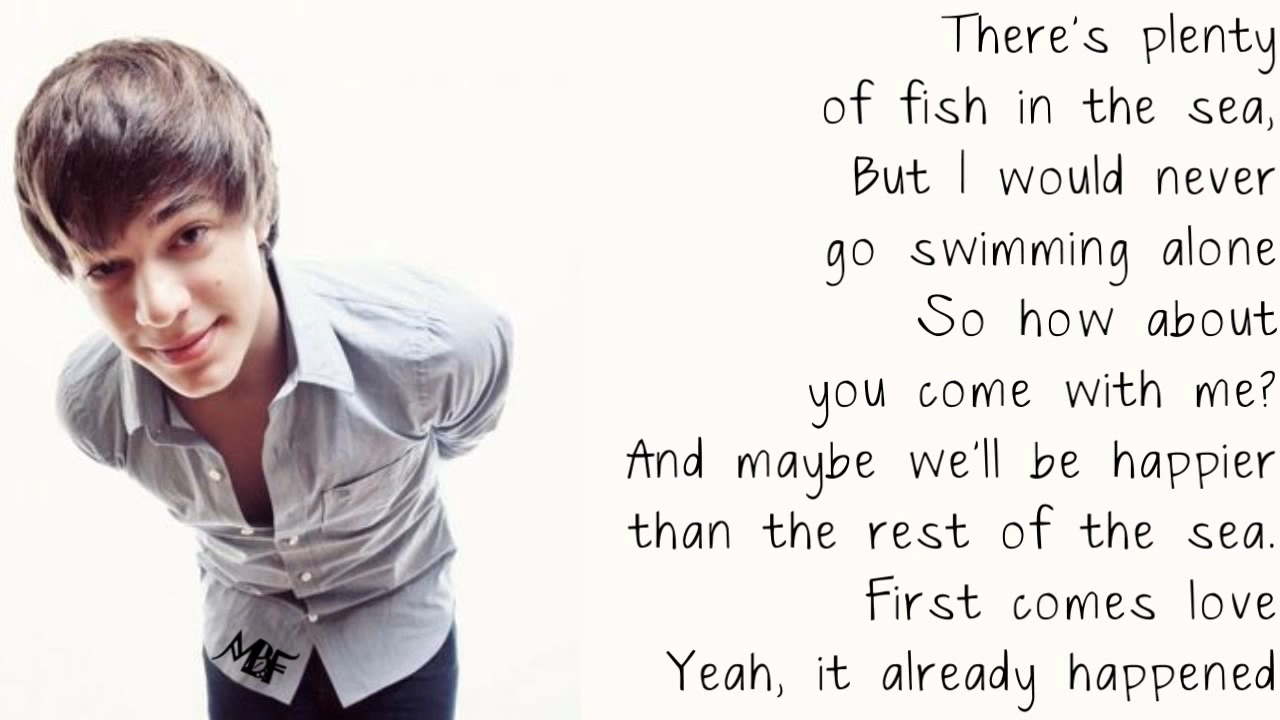 There's plenty
of fish in the sea,
But I would never
go swimming alone
So how about
you come with me?
And maybe we'll be happier
than the rest of the sea.
First comes love
Yeah, it already happened
MBF